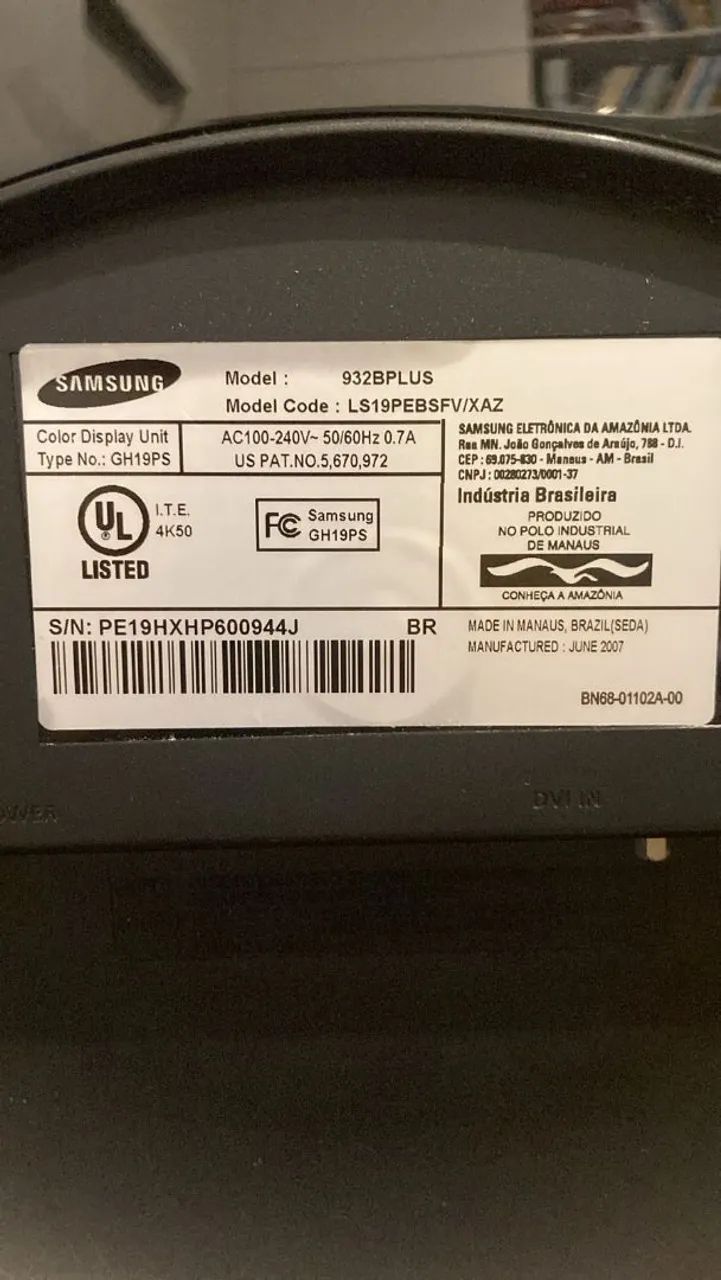 SAMSUNG
Model : 932BPLUS
Model Code : LS19PEBSFV/XAZ
Color Display Unit
Type No.: GH19PS
AC100-240V~ 50/60Hz 0.7A
US PAT.NO.5,670,972
SAMSUNG ELETRÔNICA DA AMAZÔNIA LTDA.
Rua MN. João Gonçalves de Araújo, 788 - D.I.
CEP : 69.075-830 - Manaus - AM - Brasil
CNPJ : 00280273/0001-37
Indústria Brasileira
PRODUZIDO
NO POLO INDUSTRIAL
DE MANAUS
CONHEÇA A AMAZÔNIA
UL ®
LISTED
I.T.E.
4K50
FC Samsung
GH19PS
S/N: PE19HXHP600944J BR
MADE IN MANAUS, BRAZIL(SEDA)
MANUFACTURED : JUNE 2007
BN68-01102A-00
DVI IN